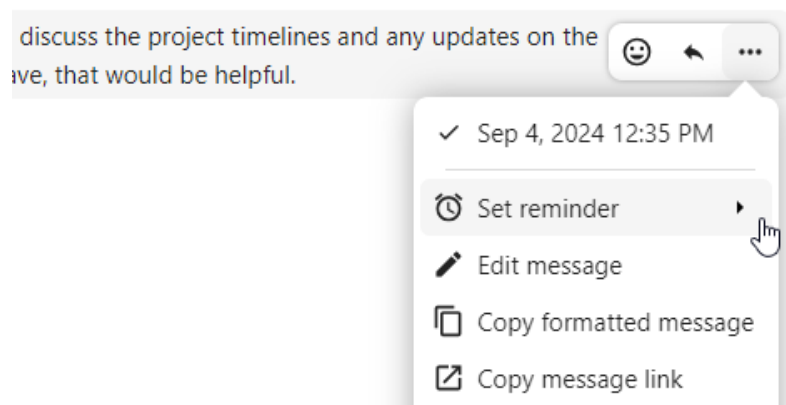 discuss the project timelines and any updates on the
ave, that would be helpful.
Sep 4, 2024 12:35 PM
Set reminder
Edit message
Copy formatted message
Copy message link